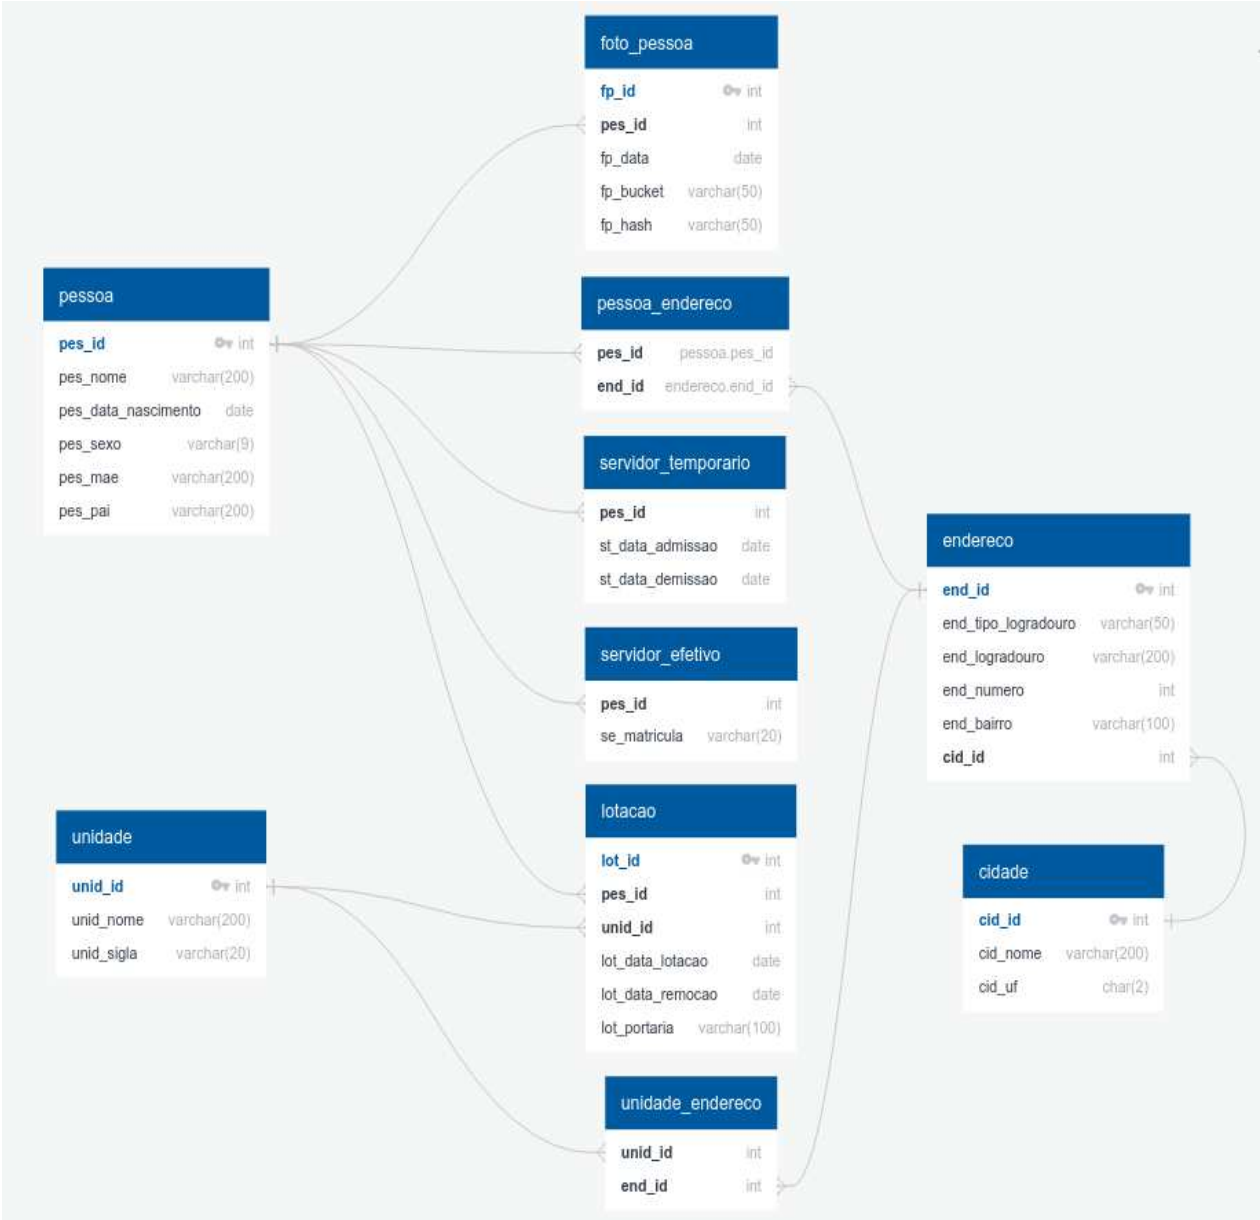 foto_pessoa
fp_id int
pes_id int
fp_data date
fp_bucket varchar(50)
fp_hash varchar(50)
pessoa
pes_id int
pes_nome varchar(200)
pes_data_nascimento date
pes_sexo varchar(9)
pes_mae varchar(200)
pes_pai varchar(200)
pessoa_endereco
pes_id pessoa.pes_id
end_id endereco.end_id
servidor_temporario
pes_id int
st_data_admissao date
st_data_demissao date
servidor_efetivo
pes_id int
se_matricula varchar(20)
endereco
end_id int
end_tipo_logradouro varchar(50)
end_logradouro varchar(200)
end_numero int
end_bairro varchar(100)
cid_id int
unidade
unid_id int
unid_nome varchar(200)
unid_sigla varchar(20)
lotacao
lot_id int
pes_id int
unid_id int
lot_data_lotacao date
lot_data_remocao date
lot_portaria varchar(100)
cidade
cid_id int
cid_nome varchar(200)
cid_uf char(2)
unidade_endereco
unid_id int
end_id int